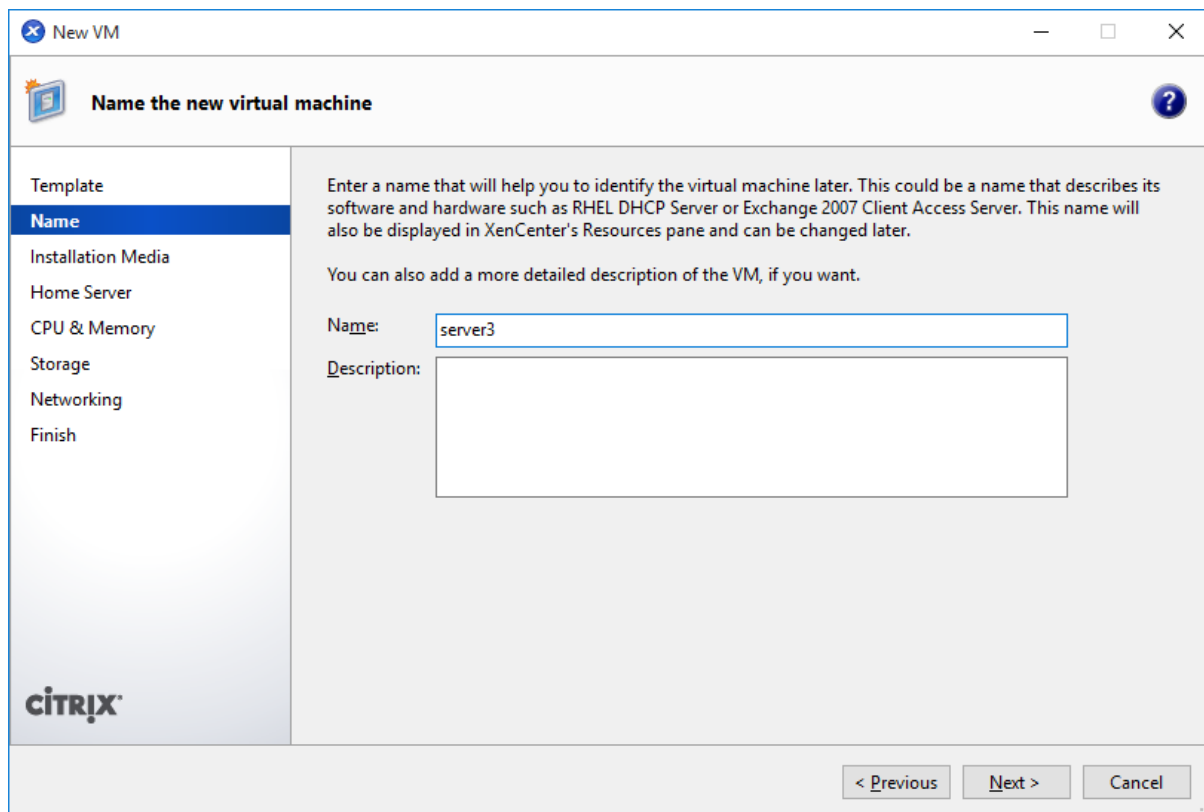 New VM
Name the new virtual machine
?
Template
Name
Installation Media
Home Server
CPU & Memory
Storage
Networking
Finish
CITRIX
Enter a name that will help you to identify the virtual machine later. This could be a name that describes its
software and hardware such as RHEL DHCP Server or Exchange 2007 Client Access Server. This name will
also be displayed in XenCenter's Resources pane and can be changed later.
You can also add a more detailed description of the VM, if you want.
Name: server3
Description:
< Previous Next > Cancel